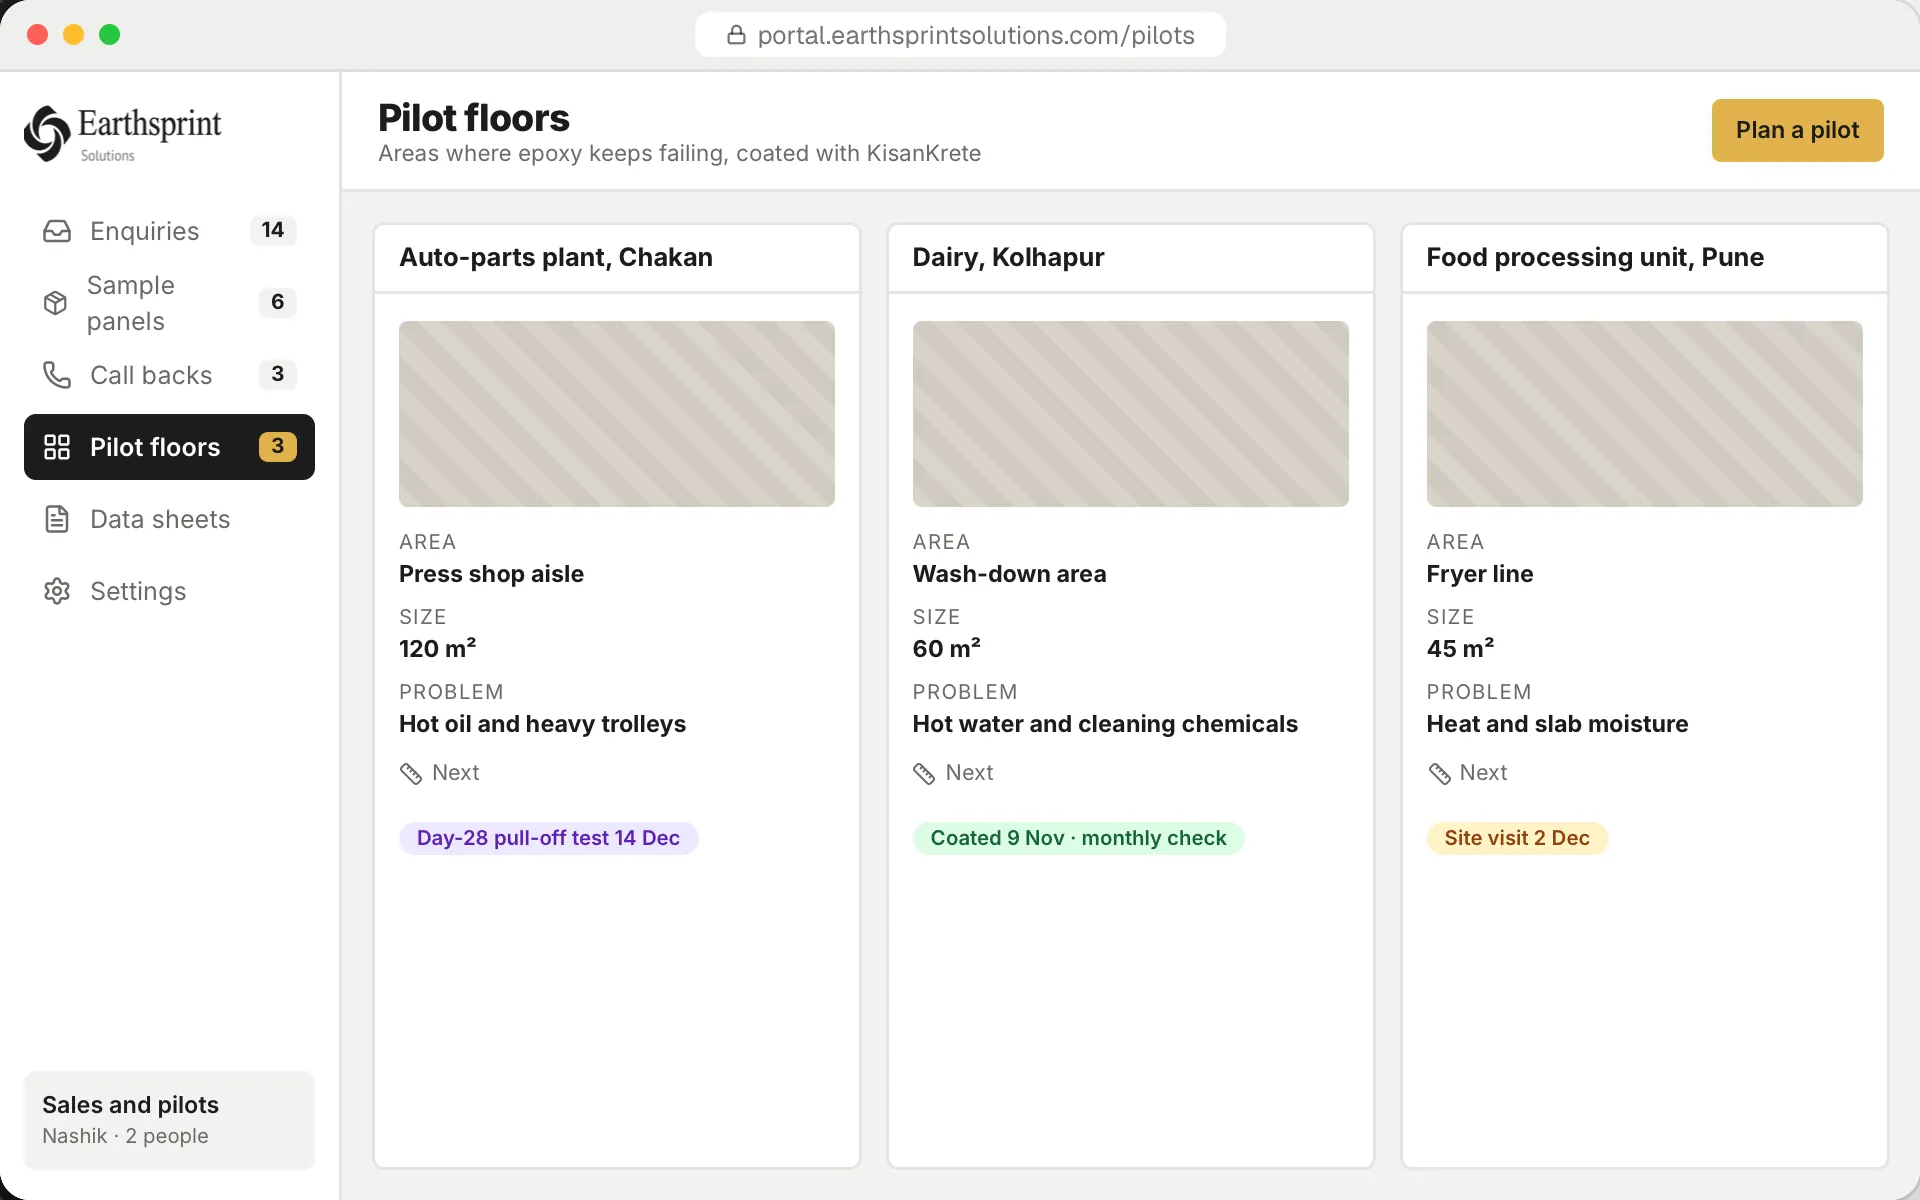 portal.earthsprintsolutions.com/pilots
Earthsprint
Solutions
Enquiries 14
Sample panels 6
Call backs 3
Pilot floors 3
Data sheets
Settings
Sales and pilots
Nashik · 2 people
Pilot floors
Areas where epoxy keeps failing, coated with KisanKrete
Plan a pilot
Auto-parts plant, Chakan
AREA
Press shop aisle
SIZE
120 m²
PROBLEM
Hot oil and heavy trolleys
Next
Day-28 pull-off test 14 Dec
Dairy, Kolhapur
AREA
Wash-down area
SIZE
60 m²
PROBLEM
Hot water and cleaning chemicals
Next
Coated 9 Nov · monthly check
Food processing unit, Pune
AREA
Fryer line
SIZE
45 m²
PROBLEM
Heat and slab moisture
Next
Site visit 2 Dec